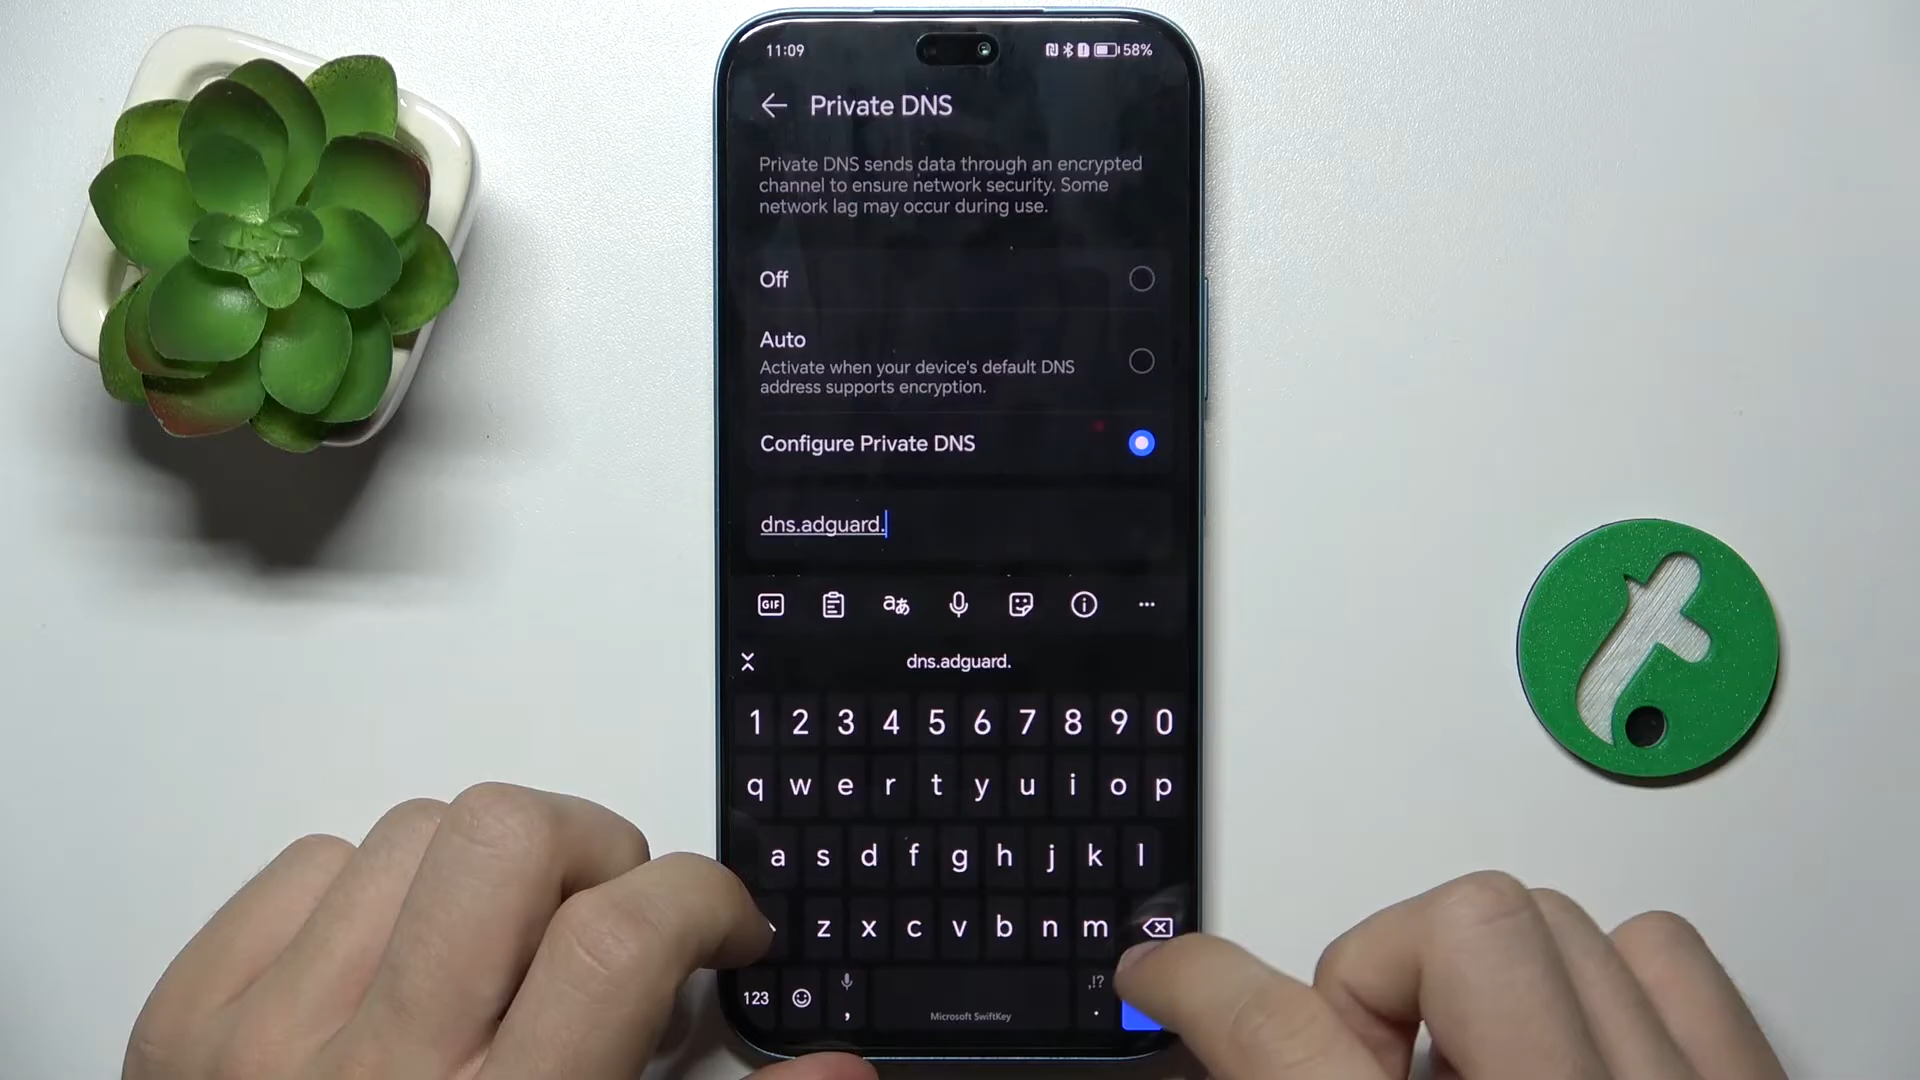 11:09
58%
Private DNS
Private DNS sends data through an encrypted
channel to ensure network security. Some
network lag may occur during use.
Off
Auto
Activate when your device's default DNS
address supports encryption.
Configure Private DNS
dns.adguard.
GIF
aあ
dns.adguard.
1 2 3 4 5 6 7 8 9 0
q w e r t y u i o p
a s d f g h j k l
z x c v b n m
,!?
123 , Microsoft SwiftKey .